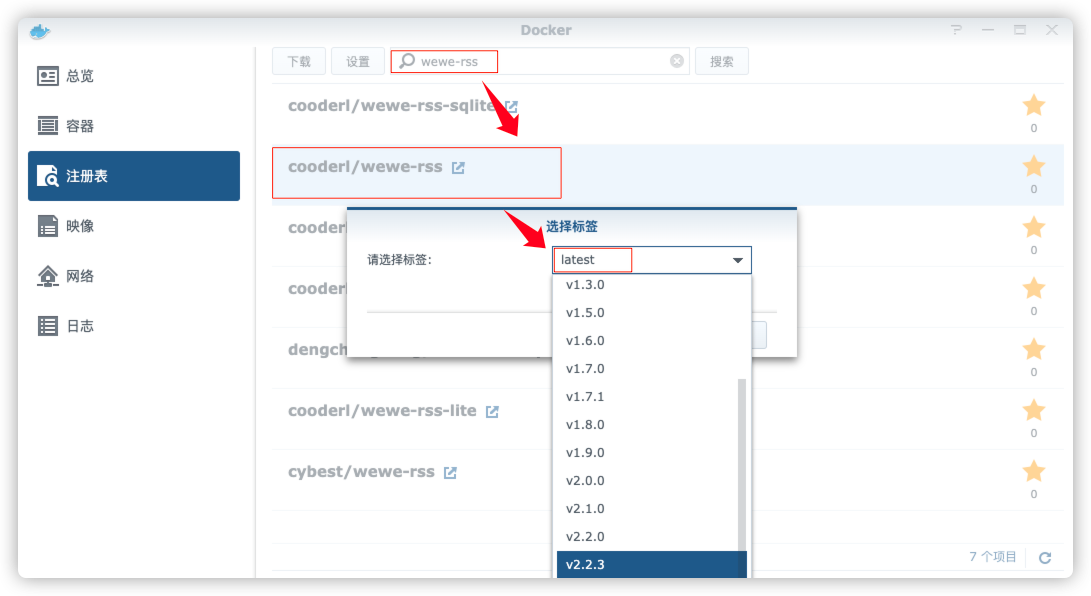 Docker
总览
容器
注册表
映像
网络
日志
下载 设置 wewe-rss 搜索
cooderl/wewe-rss-sqlite
0
cooderl/wewe-rss
0
cooderl
0
选择标签
请选择标签:
latest
v1.3.0
v1.5.0
v1.6.0
v1.7.0
v1.7.1
v1.8.0
v1.9.0
v2.0.0
v2.1.0
v2.2.0
v2.2.3
cooderl
0
0
cooderl/wewe-rss-lite
0
cybest/wewe-rss
0
7 个项目